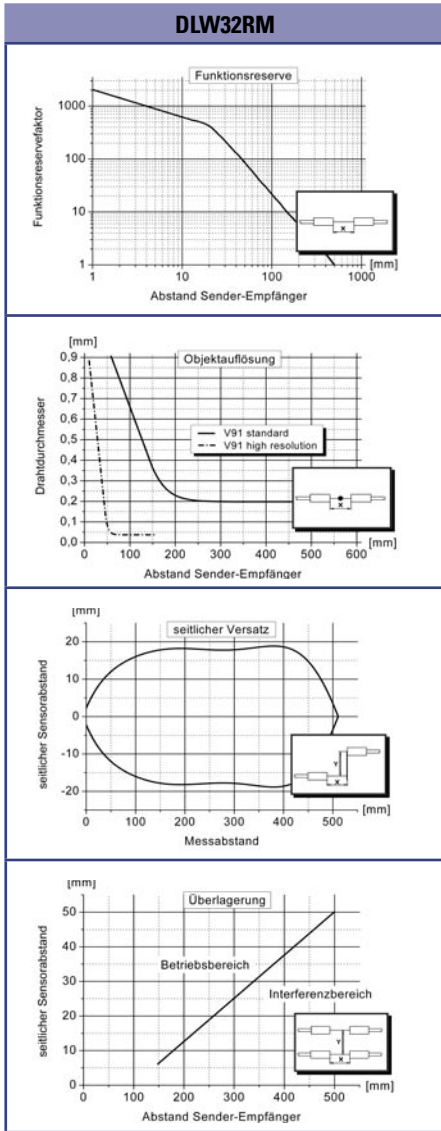 DLW32RM
Funktionsreserve
Funktionsreservefaktor
1000
100
10
1
1
10
100
1000
[mm]
X
Abstand Sender-Empfänger
[mm]
Objektauflösung
Drahtdurchmesser
0,9
0,8
0,7
0,6
0,5
0,4
0,3
0,2
0,1
0,0
V91 standard
V91 high resolution
X
0
100
200
300
400
500
600
[mm]
Abstand Sender-Empfänger
[mm]
seitlicher Versatz
seitlicher Sensorabstand
20
10
0
-10
-20
Y
X
0
100
200
300
400
500
[mm]
Messabstand
[mm]
Überlagerung
seitlicher Sensorabstand
50
40
30
20
10
0
Betriebsbereich
Interferenzbereich
Y
X
0
100
200
300
400
500
[mm]
Abstand Sender-Empfänger